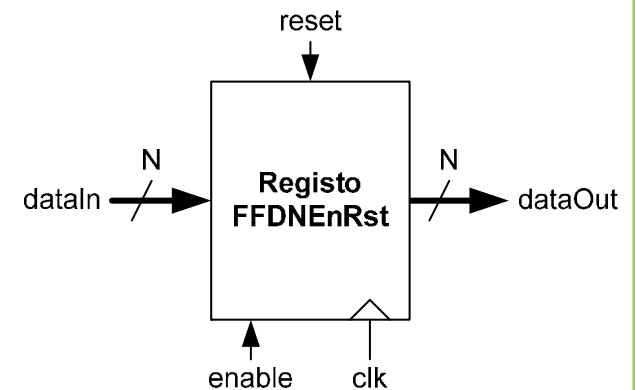 reset
N
N
dataIn
Registo
FFDNEnRst
dataOut
enable
clk